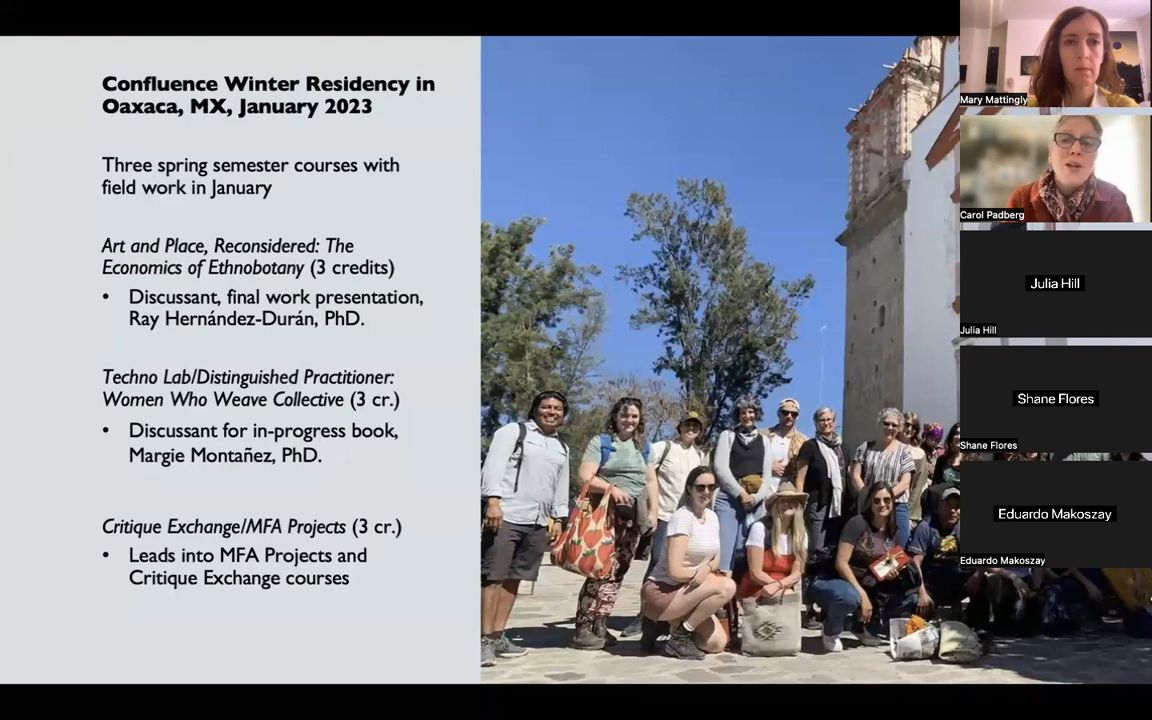 Confluence Winter Residency in
Oaxaca, MX, January 2023
Three spring semester courses with
field work in January
Art and Place, Reconsidered: The
Economics of Ethnobotany (3 credits)
• Discussant, final work presentation,
Ray Hernández-Durán, PhD.
Techno Lab/Distinguished Practitioner:
Women Who Weave Collective (3 cr.)
• Discussant for in-progress book,
Margie Montañez, PhD.
Critique Exchange/MFA Projects (3 cr.)
• Leads into MFA Projects and
Critique Exchange courses
Mary Mattingly
Carol Padberg
Julia Hill
Julia Hill
Shane Flores
Shane Flores
Eduardo Makoszay
Eduardo Makoszay